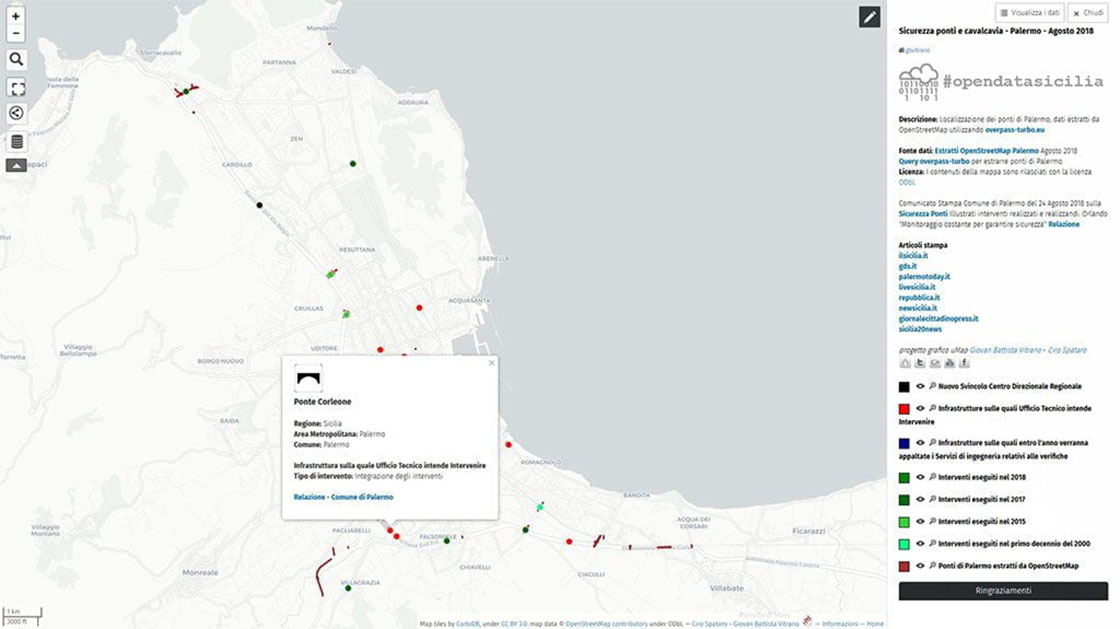 +
−
Visualizza i dati
Chiudi
Sicurezza ponti e cavalcavia - Palermo - Agosto 2018
di gbvitrano
#opendatasicilia
Descrizione: Localizzazione dei ponti di Palermo, dati estratti da
OpenStreetMap utilizzando overpass-turbo.eu
Fonte dati: Estratti OpenStreetMap Palermo Agosto 2018
Query overpass-turbo per estrarre ponti di Palermo
Licenza: I contenuti della mappa sono rilasciati con la licenza
ODbL
Comunicato Stampa Comune di Palermo del 24 Agosto 2018 sulla
Sicurezza Ponti Illustrati interventi realizzati e realizzandi. Orlando
"Monitoraggio costante per garantire sicurezza" Relazione
Articoli stampa
ilsicilia.it
gds.it
palermotoday.it
livesicilia.it
repubblica.it
newsicilia.it
giornalecittadinopress.it
sicilia20news
progetto grafico uMap Giovan Battista Vitrano - Ciro Spataro
Nuovo Svincolo Centro Direzionale Regionale
Infrastrutture sulle quali Ufficio Tecnico intende
Intervenire
Infrastrutture sulle quali entro l'anno verranna
appaltate i Servizi di ingegneria relativi alle verifiche
Interventi eseguiti nel 2018
Interventi eseguiti nel 2017
Interventi eseguiti nel 2015
Interventi eseguiti nel primo decennio del 2000
Ponti di Palermo estratti da OpenStreetMap
Ringraziamenti
Mondello
Sferracavallo
PARTANNA
VALDESI
Isola delle
Femmine
ADDAURA
ZEN
CARDILLO
apaci
RESUTTANA
ARENELLA
ACQUASANTA
CRUILLAS
UDITORE
Villaggio
Bellolampo
Torretta
BORGO NUOVO
BAIDA
Ponte Corleone
Regione: Sicilia
Area Metropolitana: Palermo
Comune: Palermo
Infrastruttura sulla quale Ufficio Tecnico intende Intervenire
Tipo di intervento: Integrazione degli interventi
Relazione - Comune di Palermo
ROMAGNOLO
BANDITA
ACQUA DEI
CORSARI
Ficarazzi
Villaggio
Montano
PAGLIARELLI
FALSOMIELE
Monreale
CHIAVELLI
CIACULLI
VILLAGRAZIA
Villabate
1 km
3000 ft
Map tiles by CartoDB, under CC BY 3.0. map data © OpenStreetMap contributors under ODbL — Ciro Spataro - Giovan Battista Vitrano — Informazioni — Home